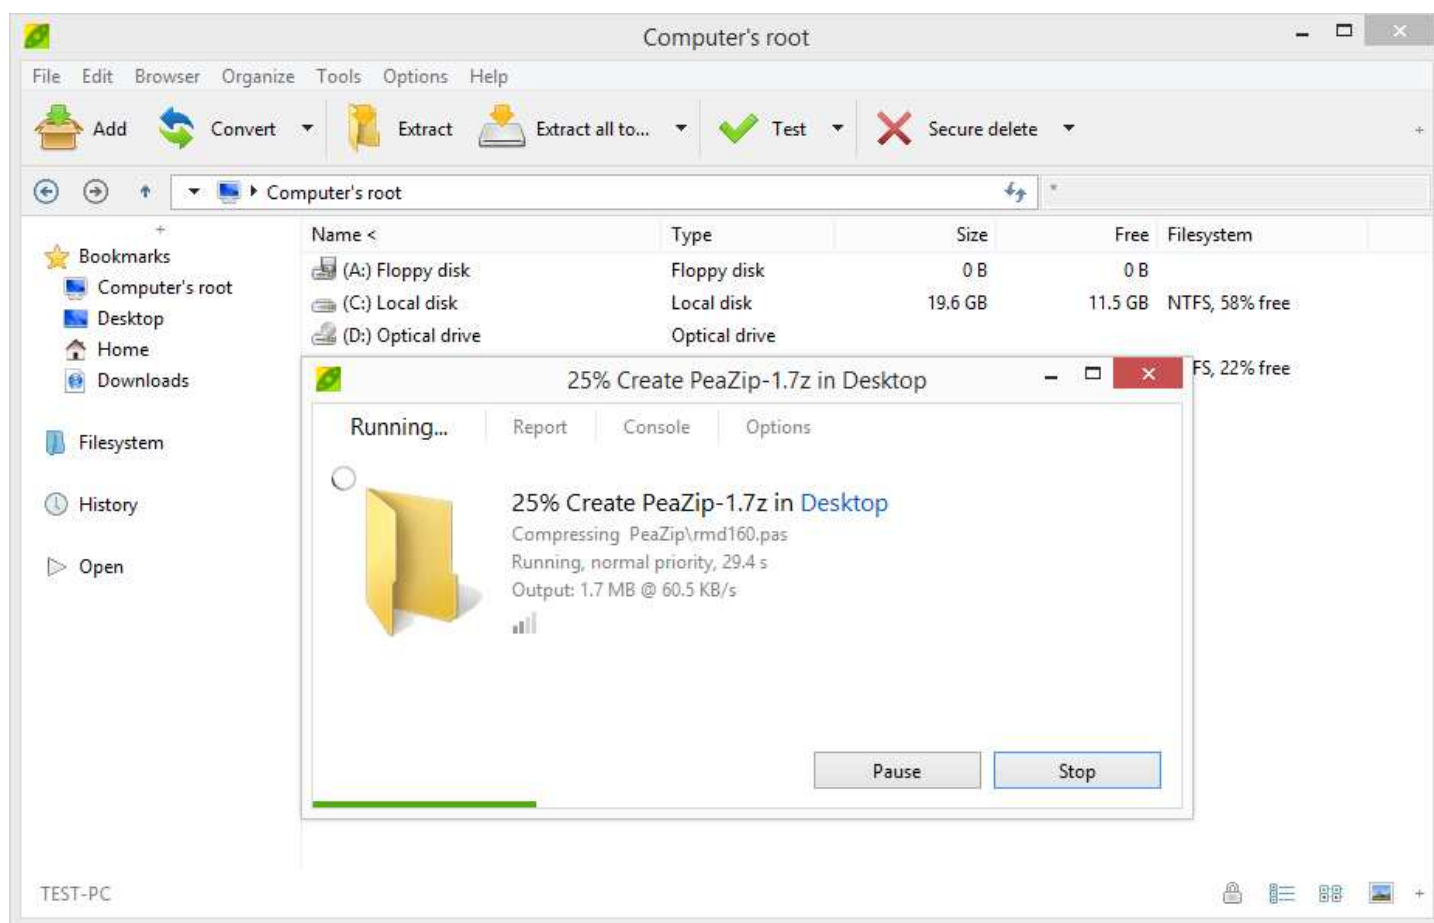 Computer's root
File Edit Browser Organize Tools Options Help
Add Convert Extract Extract all to... Test Secure delete
Computer's root *
Name < Type Size Free Filesystem
Bookmarks
Computer's root
Desktop
Home
Downloads
Filesystem
History
Open
(A:) Floppy disk Floppy disk 0 B 0 B
(C:) Local disk Local disk 19.6 GB 11.5 GB NTFS, 58% free
(D:) Optical drive Optical drive
FS, 22% free
25% Create PeaZip-1.7z in Desktop
Running... Report Console Options
25% Create PeaZip-1.7z in Desktop
Compressing PeaZip\rmd160.pas
Running, normal priority, 29.4 s
Output: 1.7 MB @ 60.5 KB/s
Pause Stop
TEST-PC